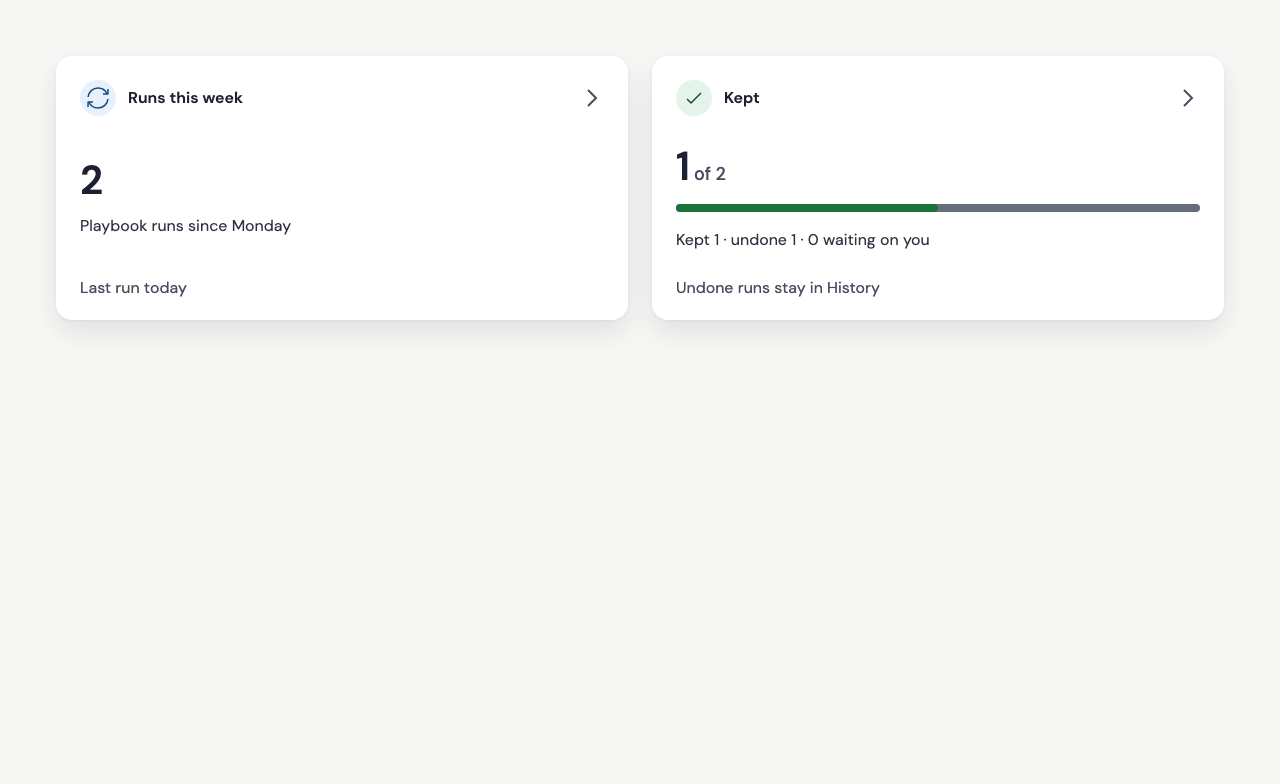 Runs this week
2
Playbook runs since Monday
Last run today
Kept
1 of 2
Kept 1 · undone 1 · 0 waiting on you
Undone runs stay in History